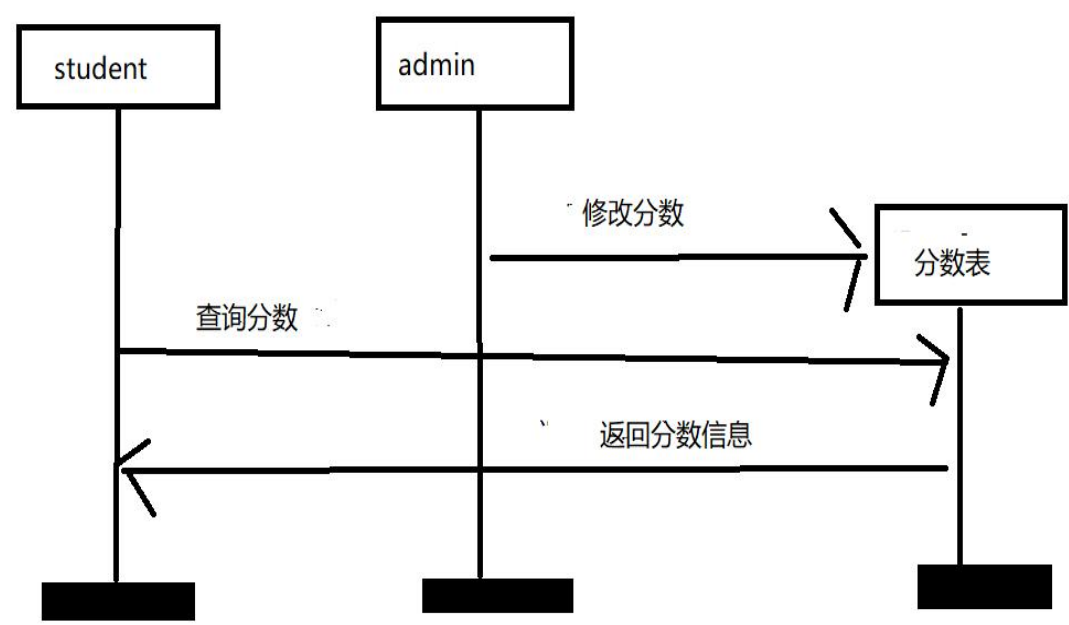 student
admin
修改分数
分数表
查询分数
返回分数信息